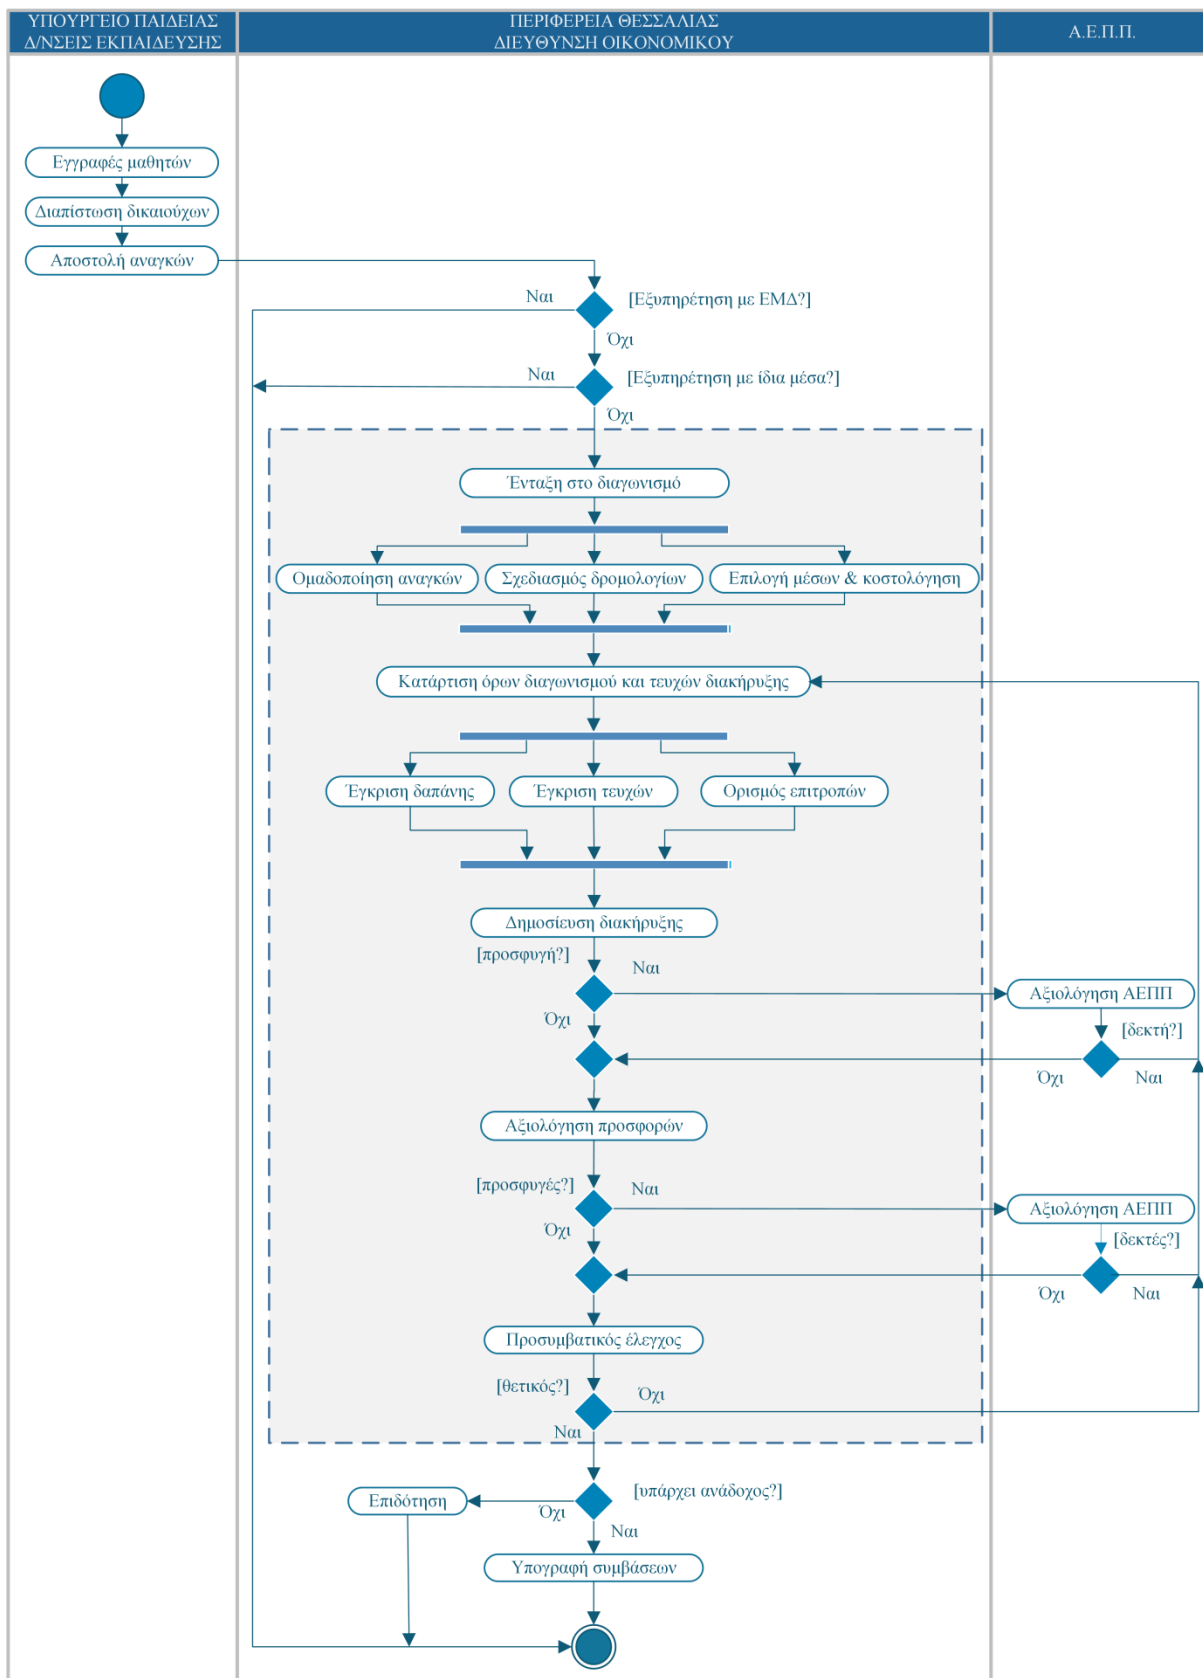 ΥΠΟΥΡΓΕΙΟ ΠΑΙΔΕΙΑΣ
Δ/ΝΣΕΙΣ ΕΚΠΑΙΔΕΥΣΗΣ
ΠΕΡΙΦΕΡΕΙΑ ΘΕΣΣΑΛΙΑΣ
ΔΙΕΥΘΥΝΣΗ ΟΙΚΟΝΟΜΙΚΟΥ
Α.Ε.Π.Π.
Εγγραφές μαθητών
Διαπίστωση δικαιούχων
Αποστολή αναγκών
Ναι
[Εξυπηρέτηση με ΕΜΔ?]
Όχι
Ναι
[Εξυπηρέτηση με ίδια μέσα?]
Όχι
Ένταξη στο διαγωνισμό
Ομαδοποίηση αναγκών
Σχεδιασμός δρομολογίων
Επιλογή μέσων & κοστολόγηση
Κατάρτιση όρων διαγωνισμού και τευχών διακήρυξης
Έγκριση δαπάνης
Έγκριση τευχών
Ορισμός επιτροπών
Δημοσίευση διακήρυξης
[προσφυγή?]
Ναι
Αξιολόγηση ΑΕΠΠ
Όχι
[δεκτή?]
Όχι
Ναι
Αξιολόγηση προσφορών
[προσφυγές?]
Ναι
Αξιολόγηση ΑΕΠΠ
Όχι
[δεκτές?]
Όχι
Ναι
Προσυμβατικός έλεγχος
[θετικός?]
Όχι
Ναι
[υπάρχει ανάδοχος?]
Επιδότηση
Όχι
Ναι
Υπογραφή συμβάσεων